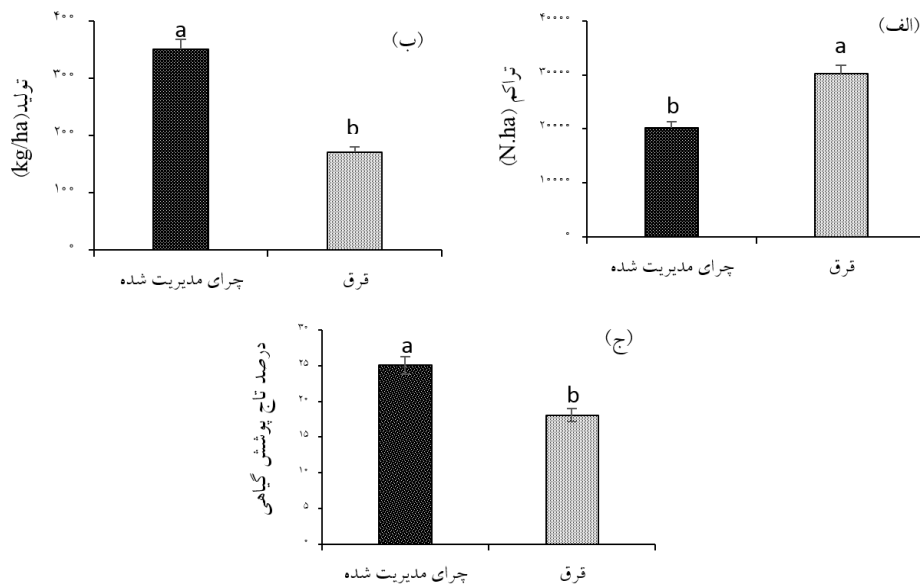 (الف)
تراکم (N.ha)
۴۰۰۰۰
۳۰۰۰۰
۲۰۰۰۰
۱۰۰۰۰
۰
b
a
چرای مدیریت شده
قرق
(ب)
تولید(kg/ha)
۴۰۰
۳۰۰
۲۰۰
۱۰۰
۰
a
b
چرای مدیریت شده
قرق
(ج)
درصد تاج پوشش گیاهی
۳۰
۲۵
۲۰
۱۵
۱۰
۵
۰
a
b
چرای مدیریت شده
قرق